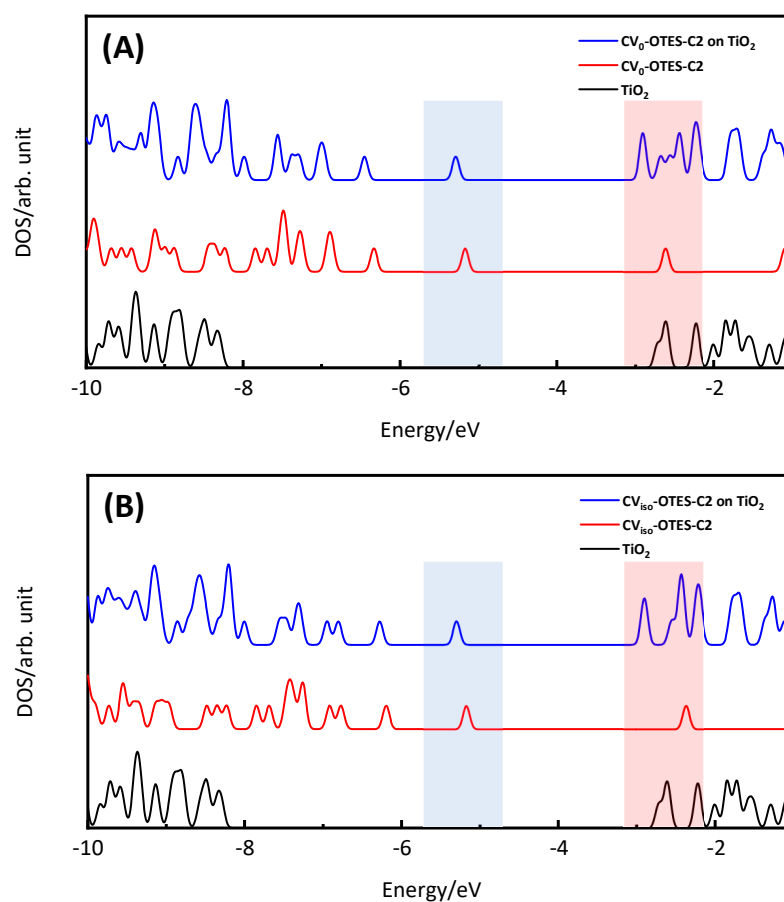 (A)
CV₀-OTES-C2 on TiO₂
CV₀-OTES-C2
TiO₂
DOS/arb. unit
-10 -8 -6 -4 -2
Energy/eV
(B)
CVᵢₛₒ-OTES-C2 on TiO₂
CVᵢₛₒ-OTES-C2
TiO₂
DOS/arb. unit
-10 -8 -6 -4 -2
Energy/eV